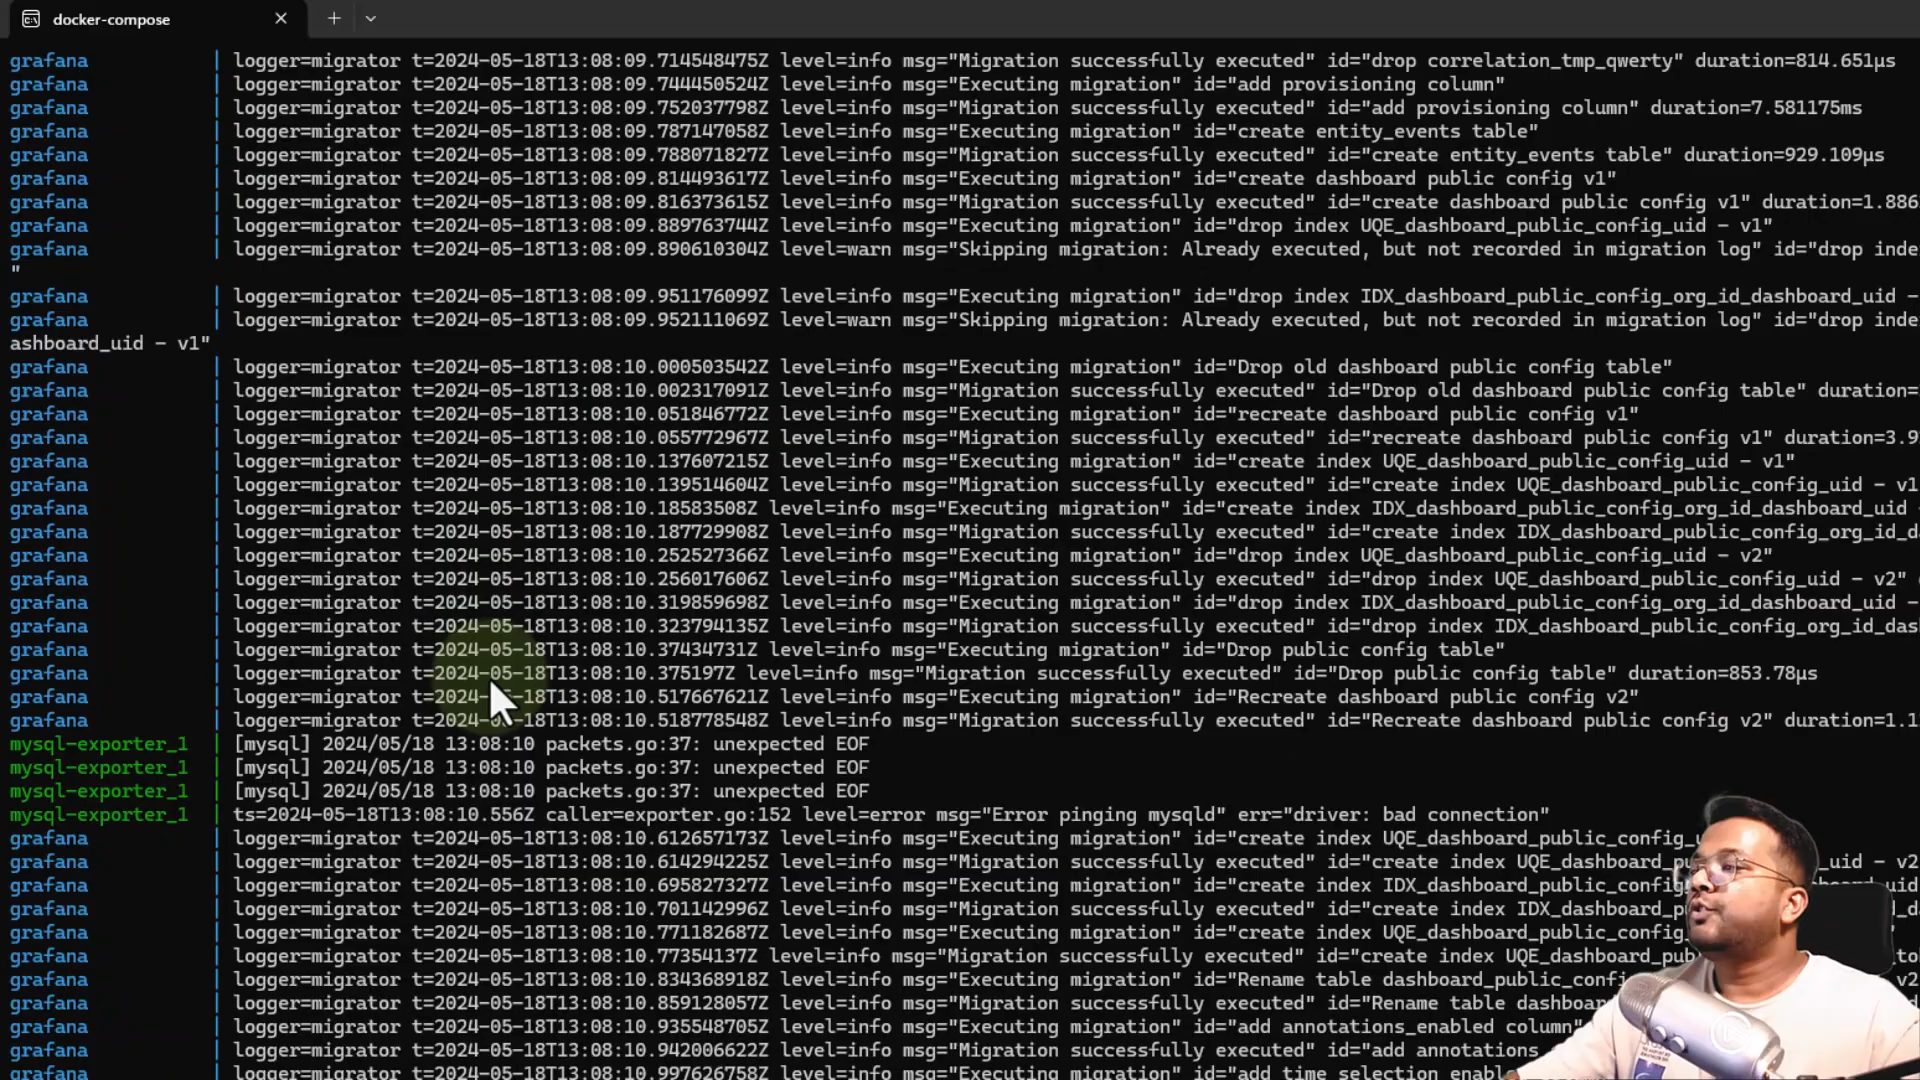 docker-compose
grafana | logger=migrator t=2024-05-18T13:08:09.714548475Z level=info msg="Migration successfully executed" id="drop correlation_tmp_qwerty" duration=814.651µs
grafana | logger=migrator t=2024-05-18T13:08:09.744450524Z level=info msg="Executing migration" id="add provisioning column"
grafana | logger=migrator t=2024-05-18T13:08:09.752037798Z level=info msg="Migration successfully executed" id="add provisioning column" duration=7.581175ms
grafana | logger=migrator t=2024-05-18T13:08:09.787147058Z level=info msg="Executing migration" id="create entity_events table"
grafana | logger=migrator t=2024-05-18T13:08:09.788071827Z level=info msg="Migration successfully executed" id="create entity_events table" duration=929.109µs
grafana | logger=migrator t=2024-05-18T13:08:09.814493617Z level=info msg="Executing migration" id="create dashboard public config v1"
grafana | logger=migrator t=2024-05-18T13:08:09.816373615Z level=info msg="Migration successfully executed" id="create dashboard public config v1" duration=1.886
grafana | logger=migrator t=2024-05-18T13:08:09.889763744Z level=info msg="Executing migration" id="drop index UQE_dashboard_public_config_uid - v1"
grafana | logger=migrator t=2024-05-18T13:08:09.890610304Z level=warn msg="Skipping migration: Already executed, but not recorded in migration log" id="drop inde
"
grafana | logger=migrator t=2024-05-18T13:08:09.951176099Z level=info msg="Executing migration" id="drop index IDX_dashboard_public_config_org_id_dashboard_uid -
grafana | logger=migrator t=2024-05-18T13:08:09.952111069Z level=warn msg="Skipping migration: Already executed, but not recorded in migration log" id="drop inde
ashboard_uid - v1"
grafana | logger=migrator t=2024-05-18T13:08:10.000503542Z level=info msg="Executing migration" id="Drop old dashboard public config table"
grafana | logger=migrator t=2024-05-18T13:08:10.002317091Z level=info msg="Migration successfully executed" id="Drop old dashboard public config table" duration=
grafana | logger=migrator t=2024-05-18T13:08:10.051846772Z level=info msg="Executing migration" id="recreate dashboard public config v1"
grafana | logger=migrator t=2024-05-18T13:08:10.055772967Z level=info msg="Migration successfully executed" id="recreate dashboard public config v1" duration=3.9
grafana | logger=migrator t=2024-05-18T13:08:10.137607215Z level=info msg="Executing migration" id="create index UQE_dashboard_public_config_uid - v1"
grafana | logger=migrator t=2024-05-18T13:08:10.139514604Z level=info msg="Migration successfully executed" id="create index UQE_dashboard_public_config_uid - v1
grafana | logger=migrator t=2024-05-18T13:08:10.18583508Z level=info msg="Executing migration" id="create index IDX_dashboard_public_config_org_id_dashboard_uid -
grafana | logger=migrator t=2024-05-18T13:08:10.187729908Z level=info msg="Migration successfully executed" id="create index IDX_dashboard_public_config_org_id_da
grafana | logger=migrator t=2024-05-18T13:08:10.252527366Z level=info msg="Executing migration" id="drop index UQE_dashboard_public_config_uid - v2"
grafana | logger=migrator t=2024-05-18T13:08:10.256017606Z level=info msg="Migration successfully executed" id="drop index UQE_dashboard_public_config_uid - v2"
grafana | logger=migrator t=2024-05-18T13:08:10.319859698Z level=info msg="Executing migration" id="drop index IDX_dashboard_public_config_org_id_dashboard_uid -
grafana | logger=migrator t=2024-05-18T13:08:10.323794135Z level=info msg="Migration successfully executed" id="drop index IDX_dashboard_public_config_org_id_das
grafana | logger=migrator t=2024-05-18T13:08:10.37434731Z level=info msg="Executing migration" id="Drop public config table"
grafana | logger=migrator t=2024-05-18T13:08:10.375197Z level=info msg="Migration successfully executed" id="Drop public config table" duration=853.78µs
grafana | logger=migrator t=2024-05-18T13:08:10.517667621Z level=info msg="Executing migration" id="Recreate dashboard public config v2"
grafana | logger=migrator t=2024-05-18T13:08:10.518778548Z level=info msg="Migration successfully executed" id="Recreate dashboard public config v2" duration=1.1
mysql-exporter_1 | [mysql] 2024/05/18 13:08:10 packets.go:37: unexpected EOF
mysql-exporter_1 | [mysql] 2024/05/18 13:08:10 packets.go:37: unexpected EOF
mysql-exporter_1 | [mysql] 2024/05/18 13:08:10 packets.go:37: unexpected EOF
mysql-exporter_1 | ts=2024-05-18T13:08:10.556Z caller=exporter.go:152 level=error msg="Error pinging mysqld" err="driver: bad connection"
grafana | logger=migrator t=2024-05-18T13:08:10.612657173Z level=info msg="Executing migration" id="create index UQE_dashboard_public_config_u
grafana | logger=migrator t=2024-05-18T13:08:10.614294225Z level=info msg="Migration successfully executed" id="create index UQE_dashboard_pu _uid - v2
grafana | logger=migrator t=2024-05-18T13:08:10.695827327Z level=info msg="Executing migration" id="create index IDX_dashboard_public_config _uid
grafana | logger=migrator t=2024-05-18T13:08:10.701142996Z level=info msg="Migration successfully executed" id="create index IDX_dashboard_pu _da
grafana | logger=migrator t=2024-05-18T13:08:10.771182687Z level=info msg="Executing migration" id="create index UQE_dashboard_public_config_
grafana | logger=migrator t=2024-05-18T13:08:10.77354137Z level=info msg="Migration successfully executed" id="create index UQE_dashboard_pub _to
grafana | logger=migrator t=2024-05-18T13:08:10.834368918Z level=info msg="Executing migration" id="Rename table dashboard_public_config v2
grafana | logger=migrator t=2024-05-18T13:08:10.859128057Z level=info msg="Migration successfully executed" id="Rename table dashboard
grafana | logger=migrator t=2024-05-18T13:08:10.935548705Z level=info msg="Executing migration" id="add annotations_enabled column"
grafana | logger=migrator t=2024-05-18T13:08:10.942006622Z level=info msg="Migration successfully executed" id="add annotations
grafana | logger=migrator t=2024-05-18T13:08:10.997626758Z level=info msg="Executing migration" id="add time_selection_enabl